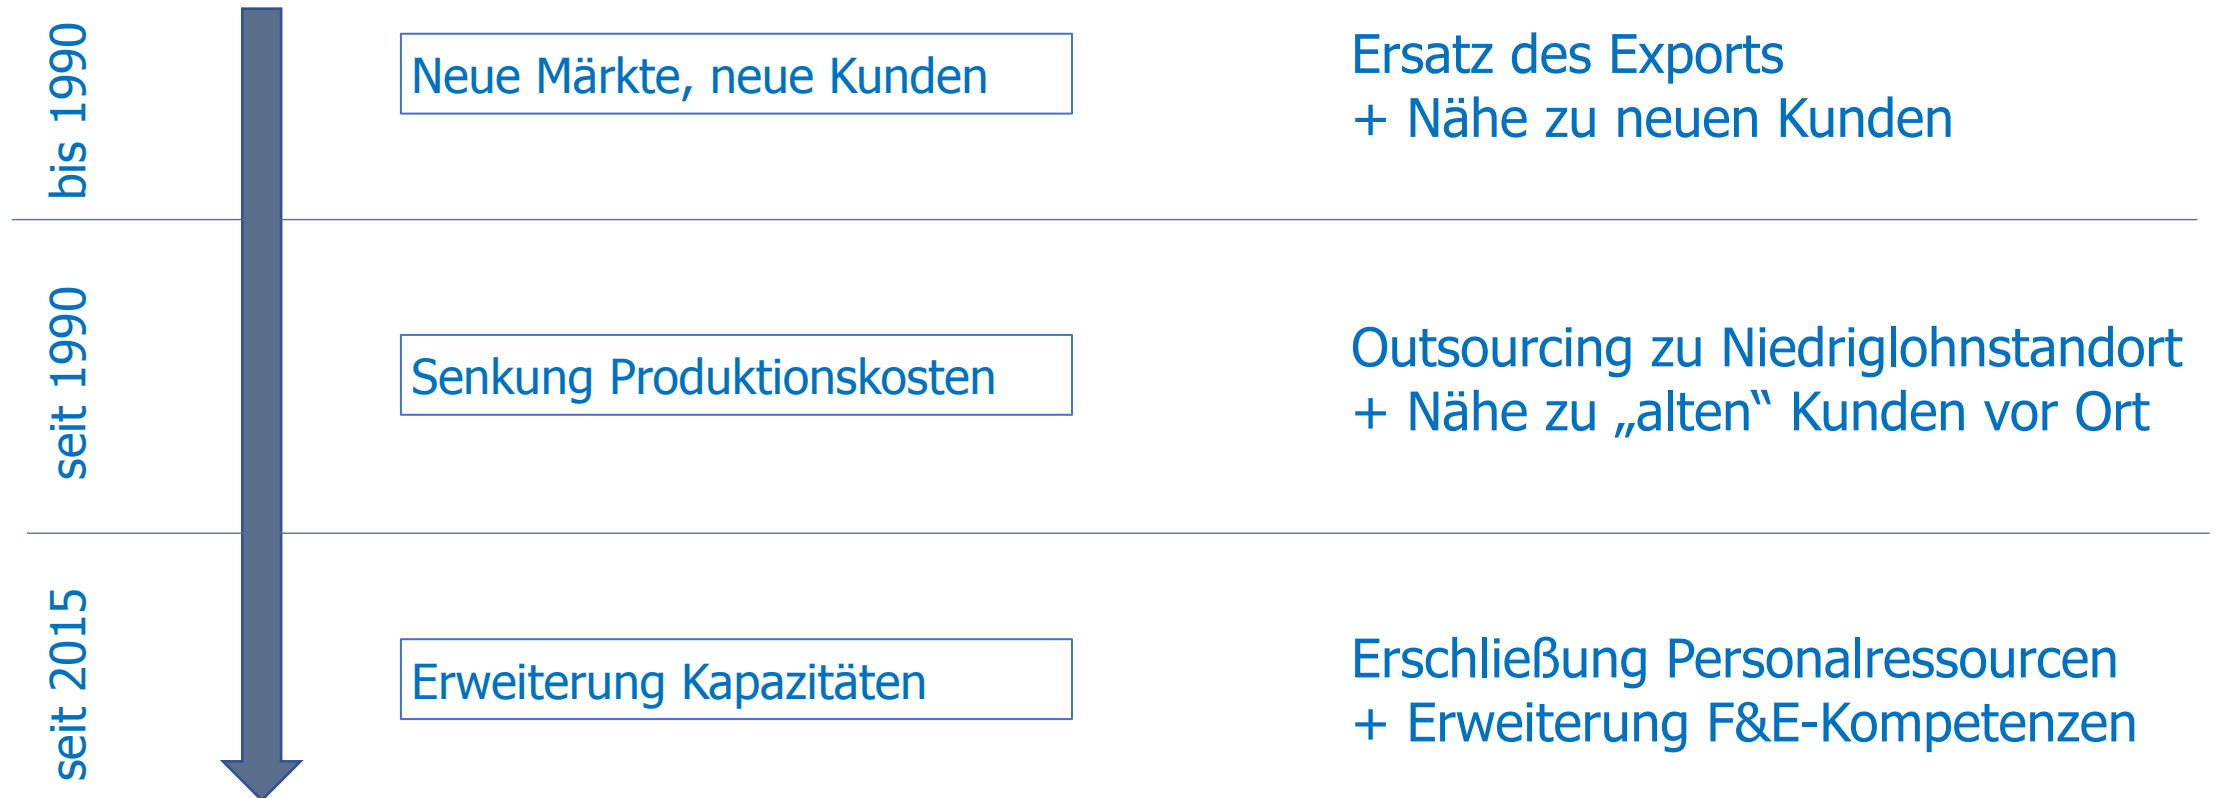 bis 1990
Neue Märkte, neue Kunden
Ersatz des Exports
+ Nähe zu neuen Kunden
seit 1990
Senkung Produktionskosten
Outsourcing zu Niedriglohnstandort
+ Nähe zu „alten“ Kunden vor Ort
seit 2015
Erweiterung Kapazitäten
Erschließung Personalressourcen
+ Erweiterung F&E-Kompetenzen